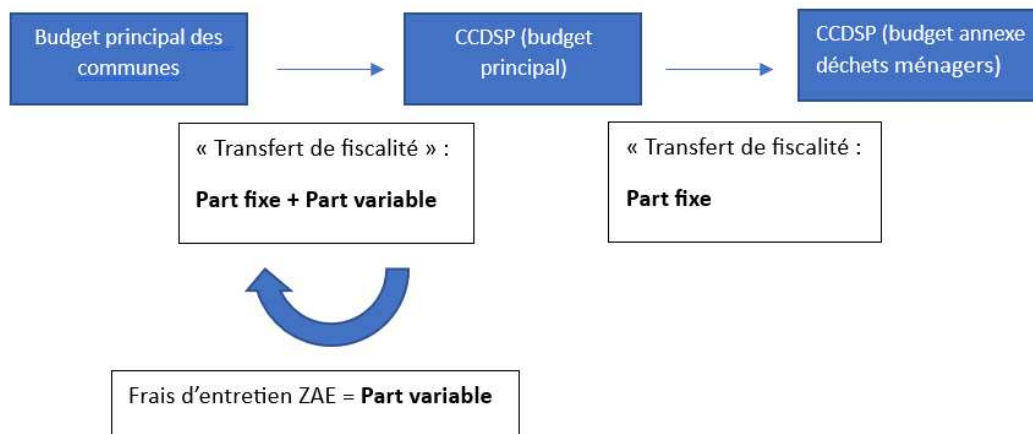 Budget principal des
communes
CCDSP (budget
principal)
CCDSP (budget annexe
déchets ménagers)
« Transfert de fiscalité » :
Part fixe + Part variable
« Transfert de fiscalité :
Part fixe
Frais d’entretien ZAE = Part variable